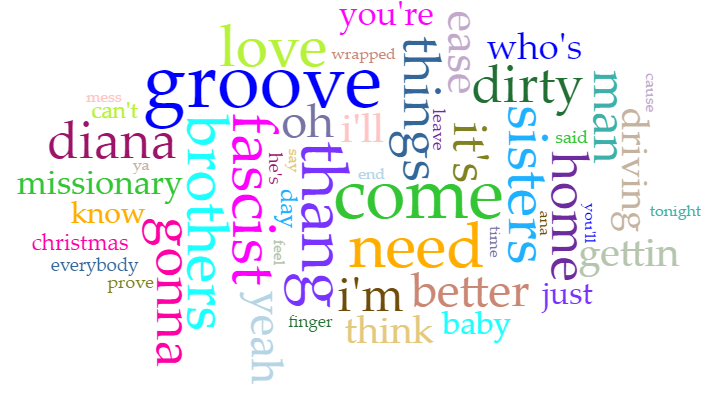 you're
love
wrapped
ease
who's
groove
things
dirty
man
cause
mess
can't
oh
i'll
leave
diana
brothers
fascist
it's
sisters
said
driving
ya
he's
say
thang
home
missionary
end
come
know
day
ana
you'll
tonight
christmas
gonna
feel
need
time
gettin
everybody
prove
yeah
i'm
better
just
finger
think
baby